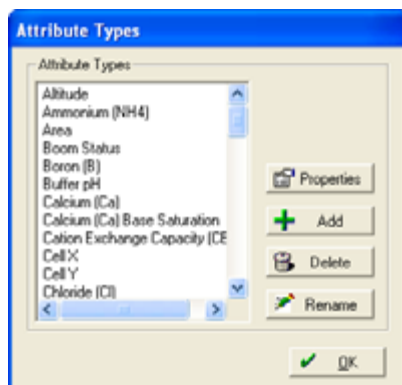 Attribute Types
Attribute Types
Altitude
Ammonium (NH4)
Area
Boom Status
Boron (B)
Buffer pH
Calcium (Ca)
Calcium (Ca) Base Saturation
Cation Exchange Capacity (CE
Cell X
Cell Y
Chloride (Cl)
Properties
Add
Delete
Rename
OK